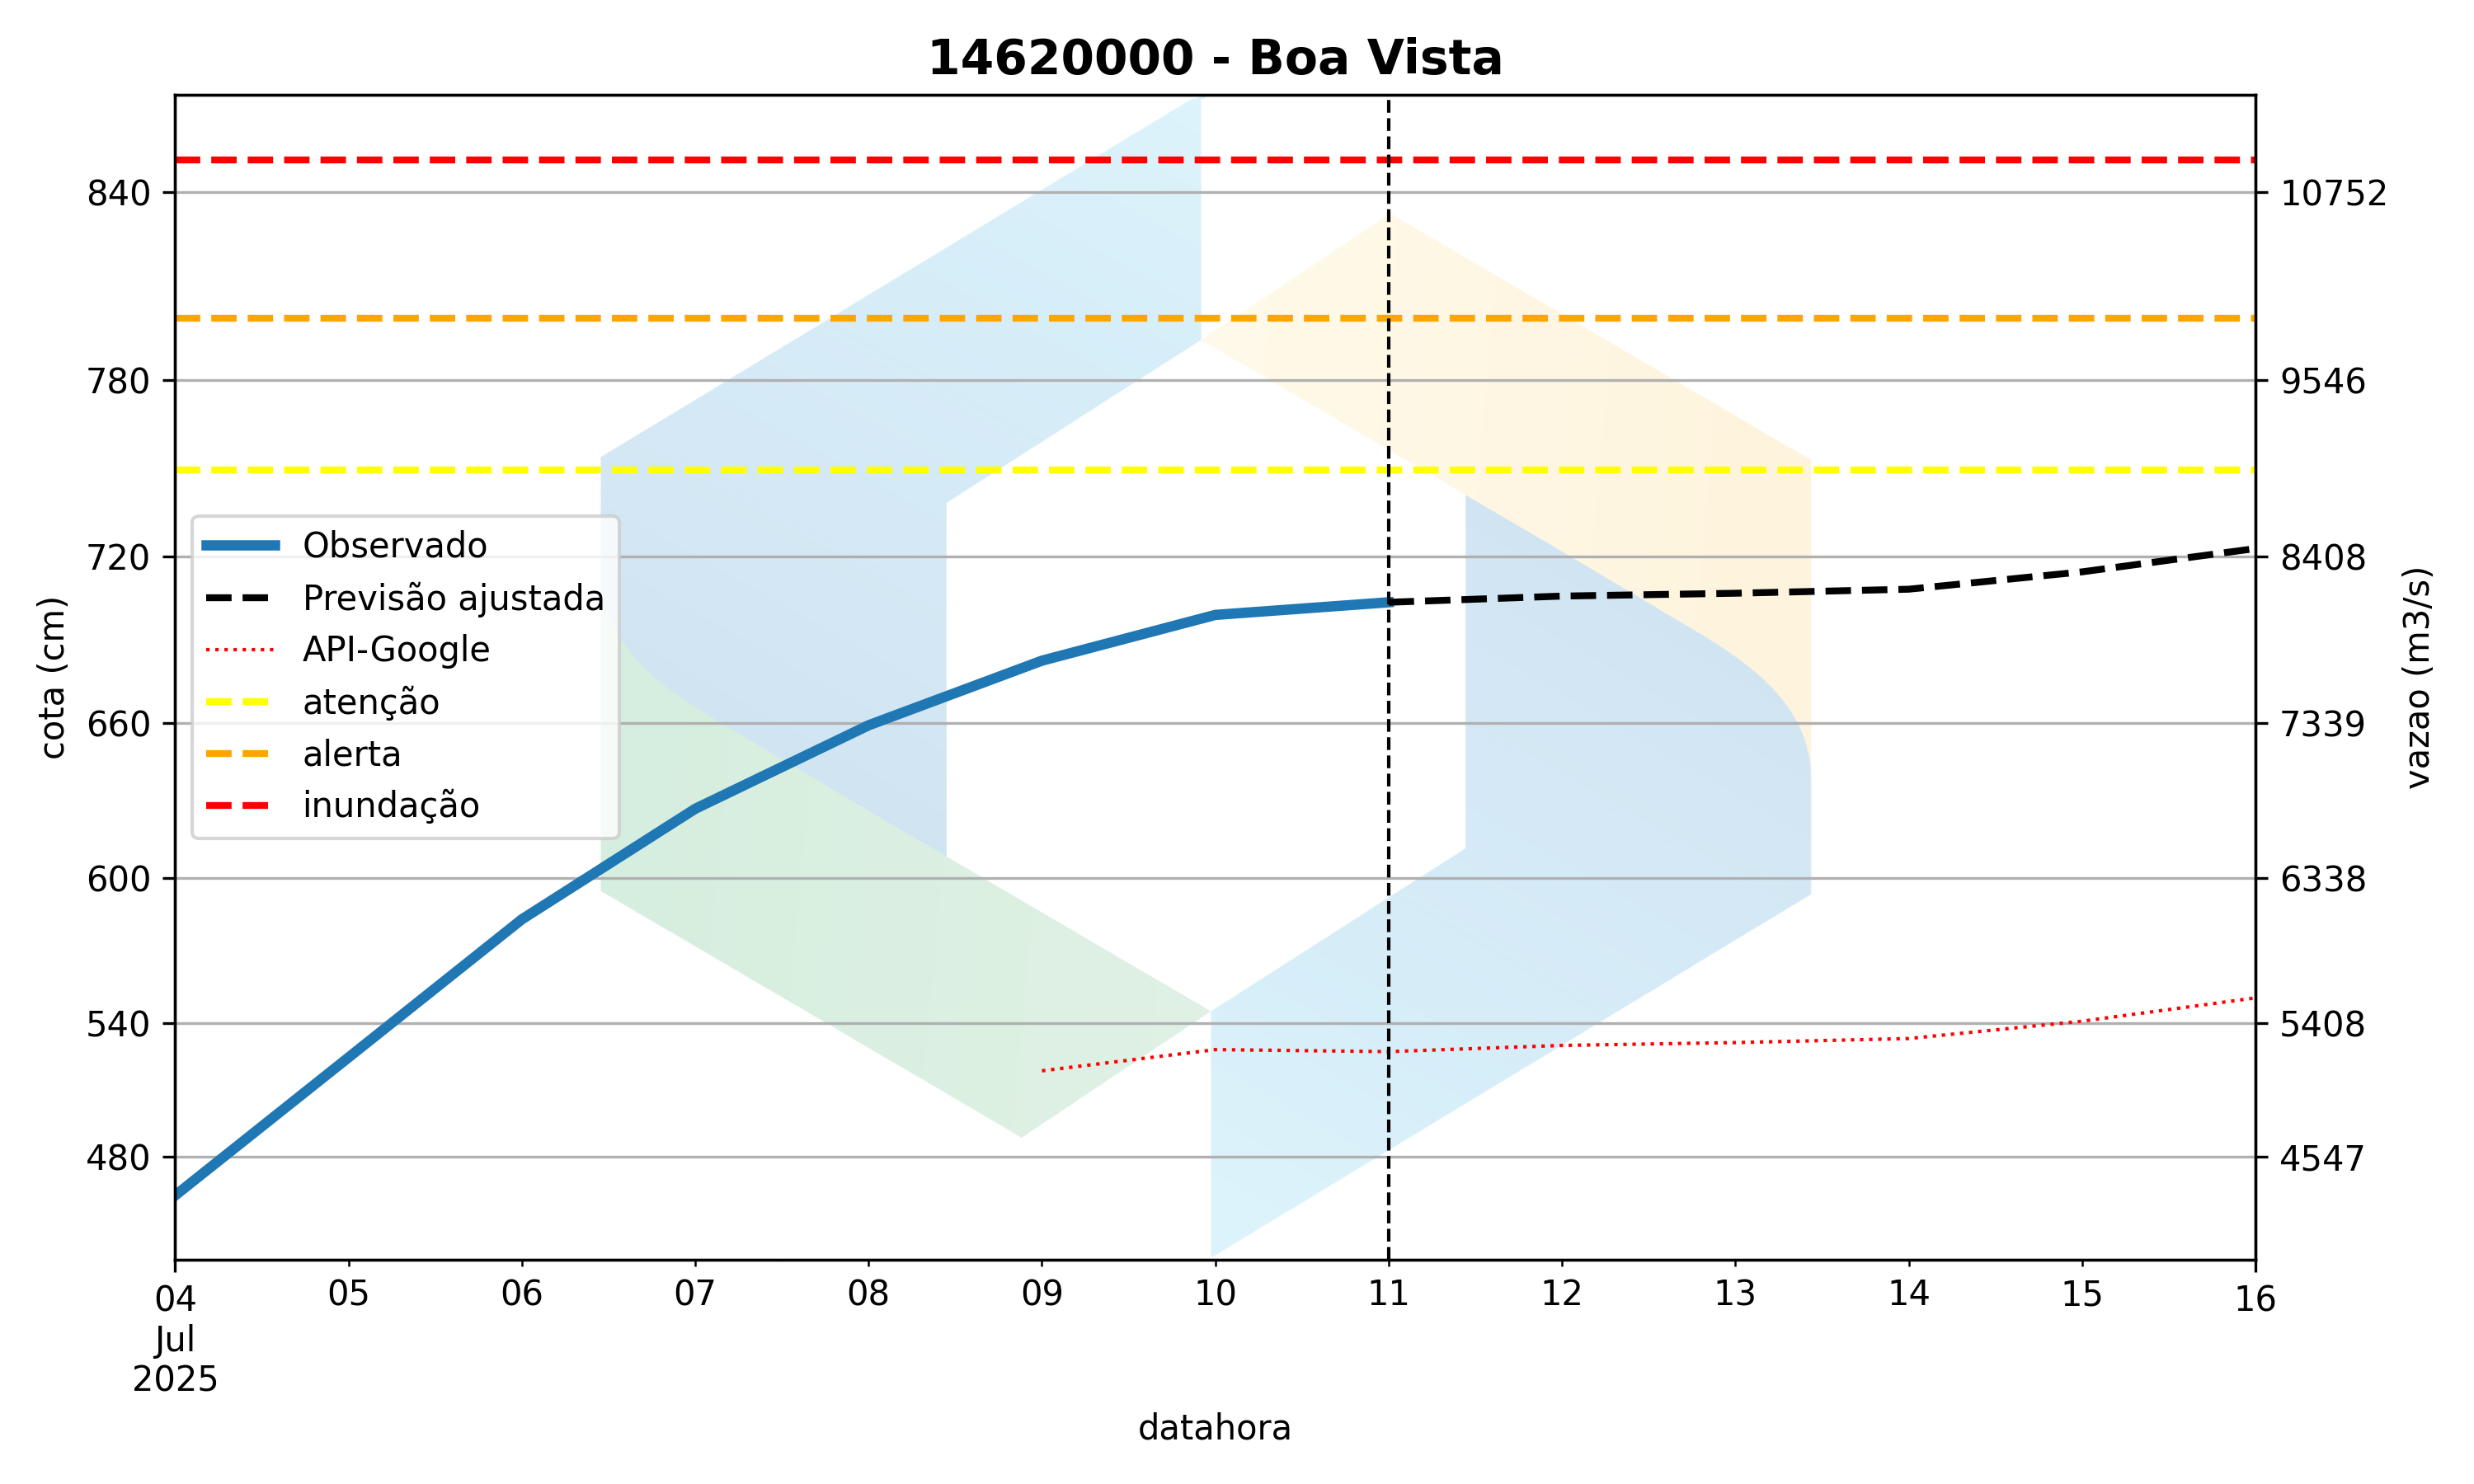 14620000 - Boa Vista
cota (cm)
840
780
720
660
600
540
480
10752
9546
8408
7339
6338
5408
4547
vazao (m3/s)
Observado
Previsão ajustada
API-Google
atenção
alerta
inundação
04 05 06 07 08 09 10 11 12 13 14 15 16
Jul
2025
datahora